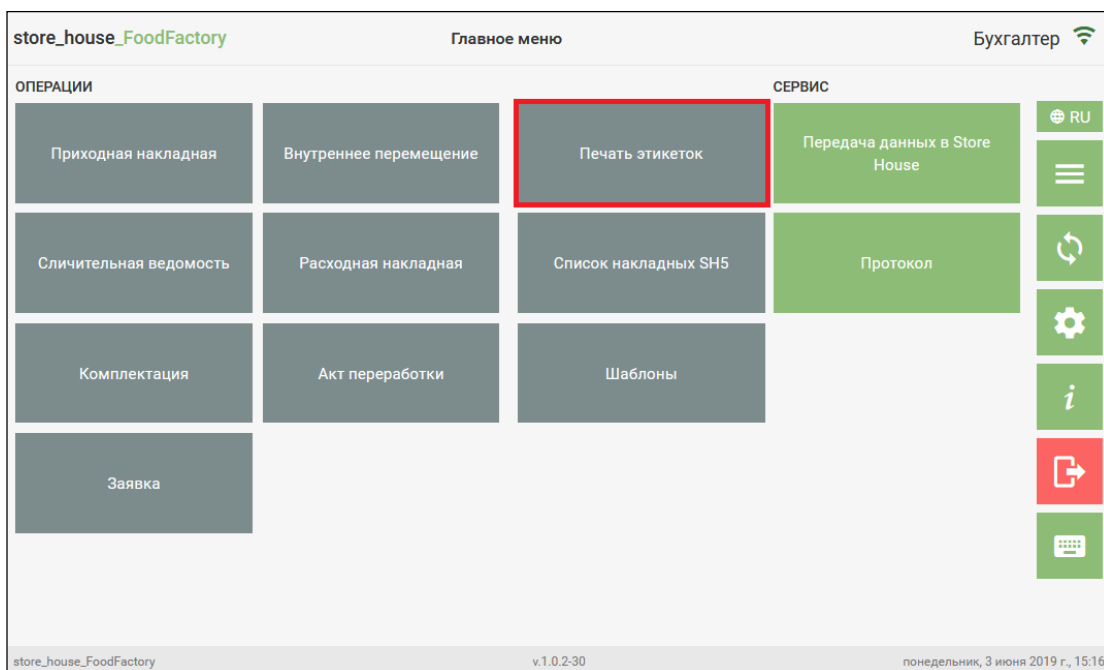 store_house_FoodFactory
Главное меню
Бухгалтер
ОПЕРАЦИИ
СЕРВИС
Приходная накладная
Внутреннее перемещение
Печать этикеток
Передача данных в Store
House
RU
Сличительная ведомость
Расходная накладная
Список накладных SH5
Протокол
Комплектация
Акт переработки
Шаблоны
i
Заявка
store_house_FoodFactory
v.1.0.2-30
понедельник, 3 июня 2019 г., 15:16